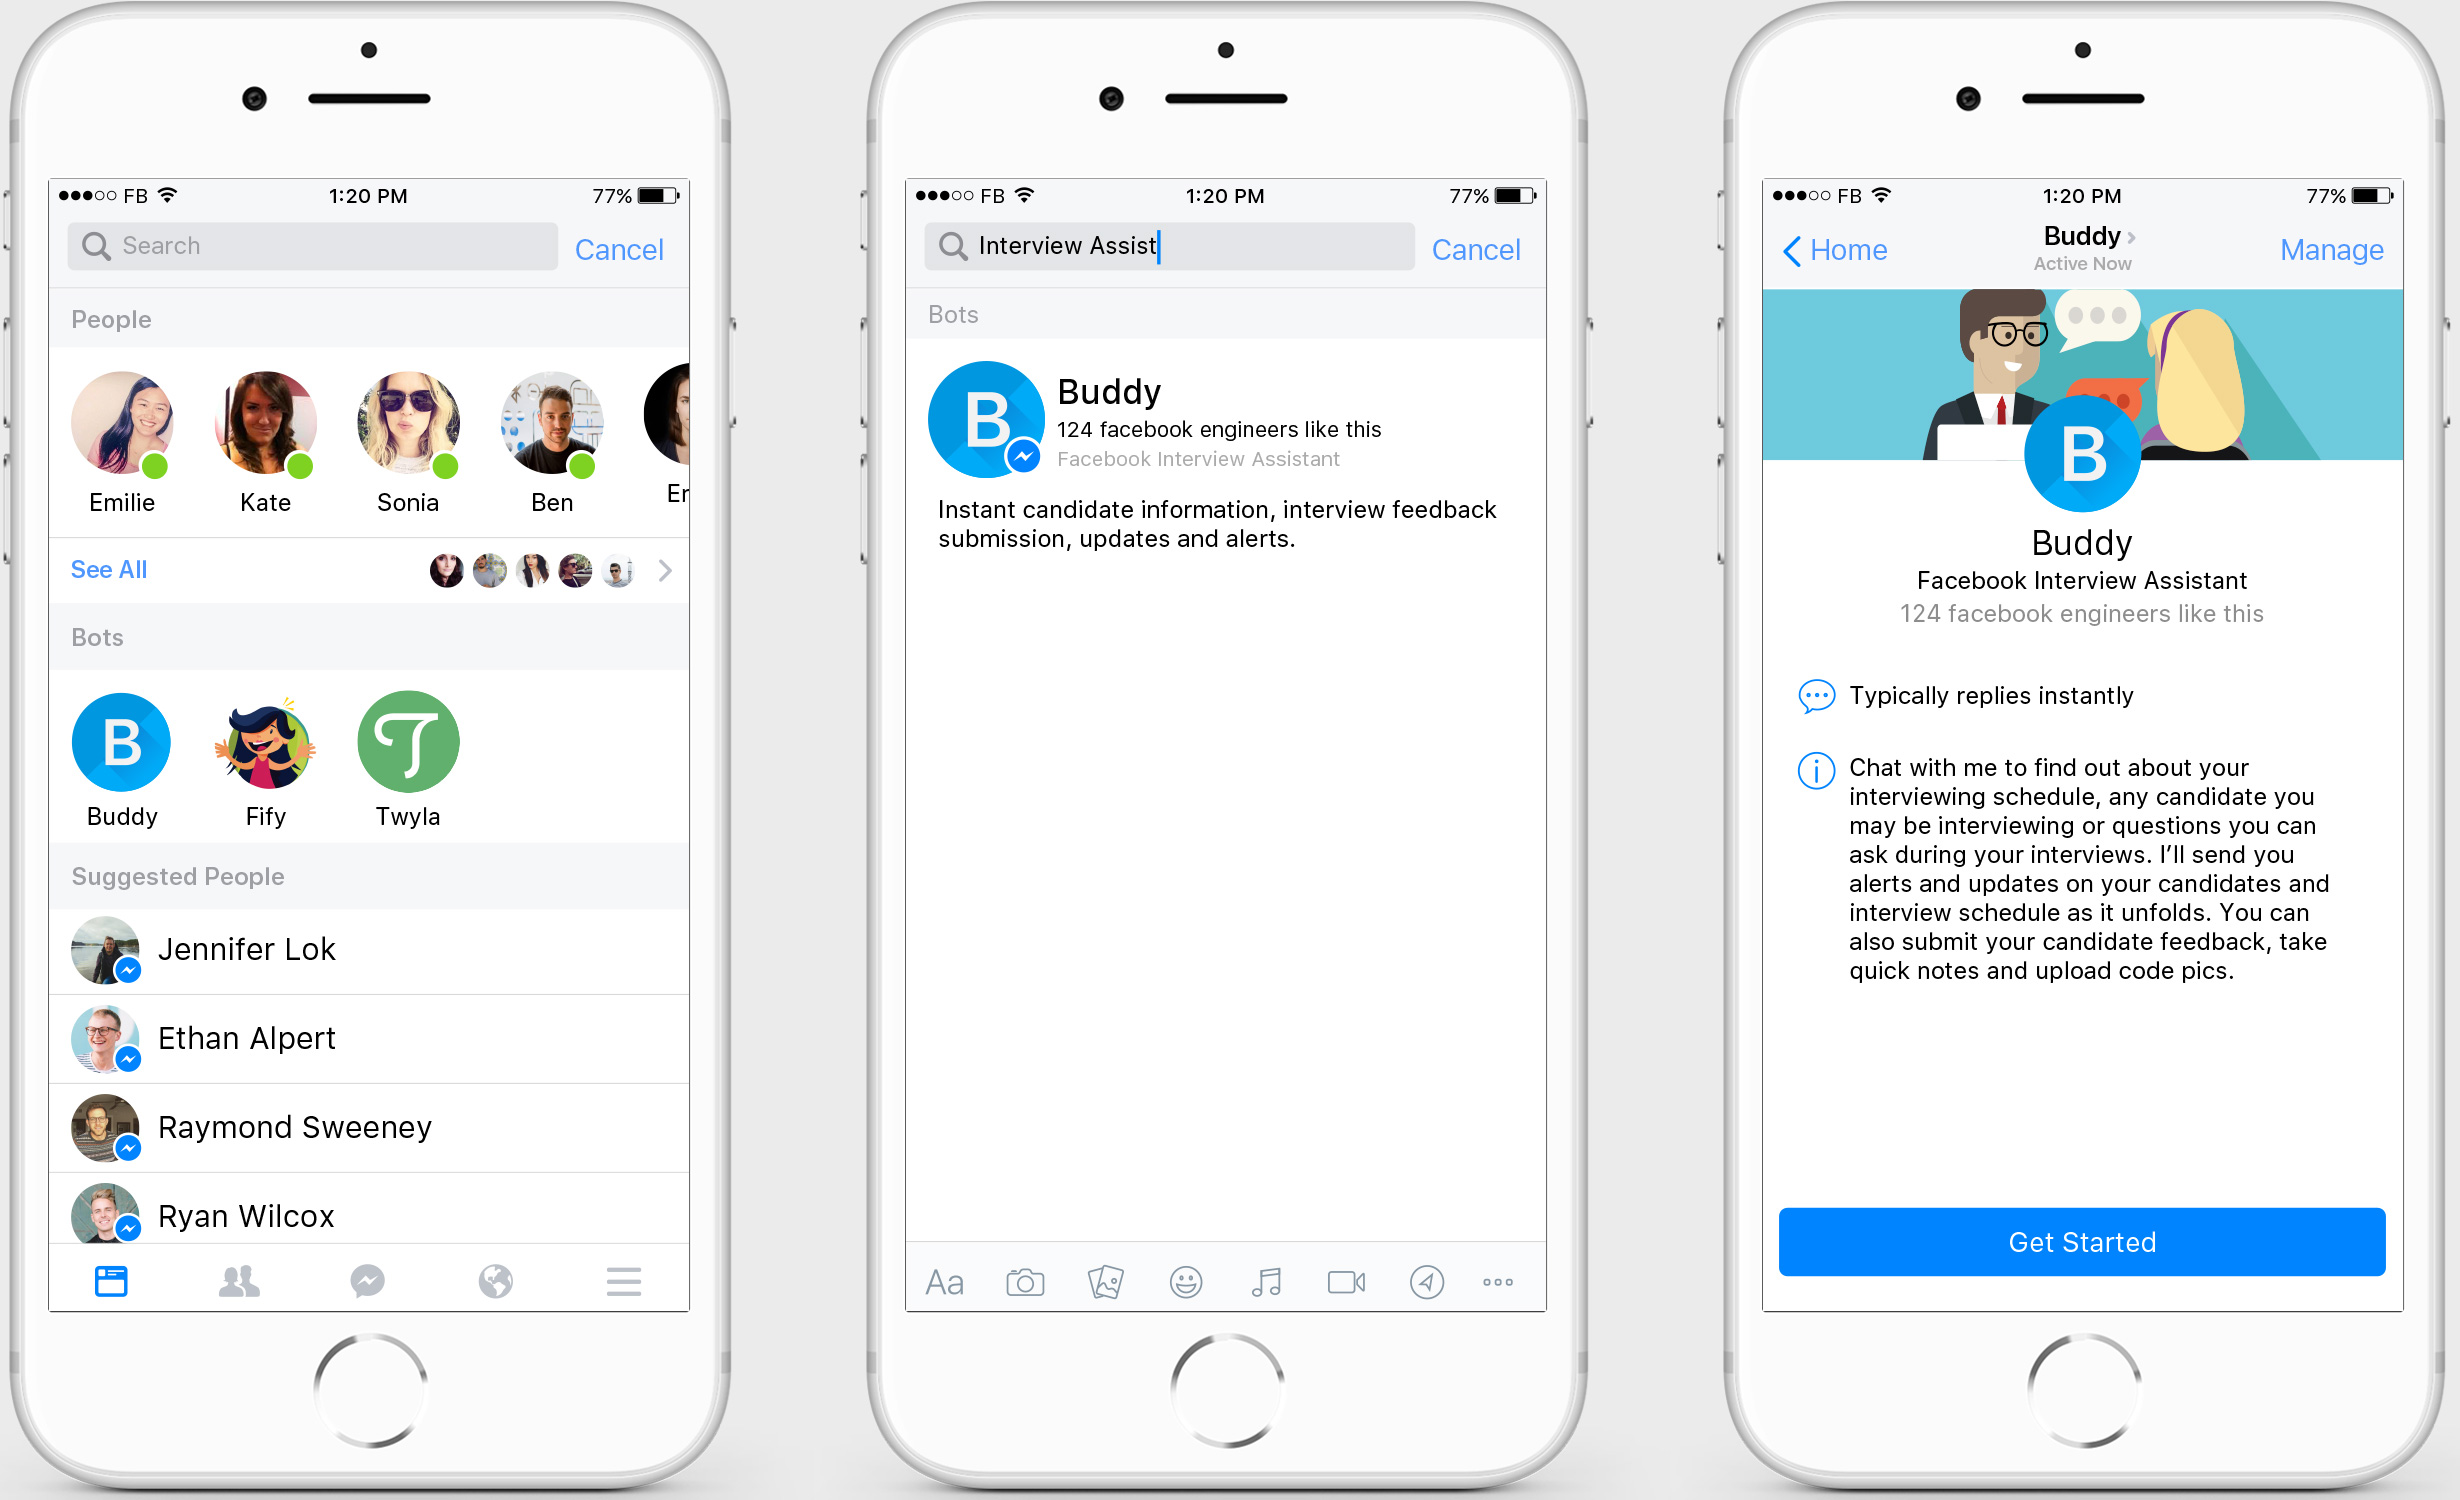 FB 1:20 PM 77%
Search Cancel
People
Emilie Kate Sonia Ben Er
See All
Bots
B
Buddy Fify Twyla
Suggested People
Jennifer Lok
Ethan Alpert
Raymond Sweeney
Ryan Wilcox
FB 1:20 PM 77%
Interview Assist Cancel
Bots
B
Buddy
124 facebook engineers like this
Facebook Interview Assistant
Instant candidate information, interview feedback
submission, updates and alerts.
Aa
FB 1:20 PM 77%
Home Buddy Manage
Active Now
B
Buddy
Facebook Interview Assistant
124 facebook engineers like this
Typically replies instantly
Chat with me to find out about your
interviewing schedule, any candidate you
may be interviewing or questions you can
ask during your interviews. I’ll send you
alerts and updates on your candidates and
interview schedule as it unfolds. You can
also submit your candidate feedback, take
quick notes and upload code pics.
Get Started